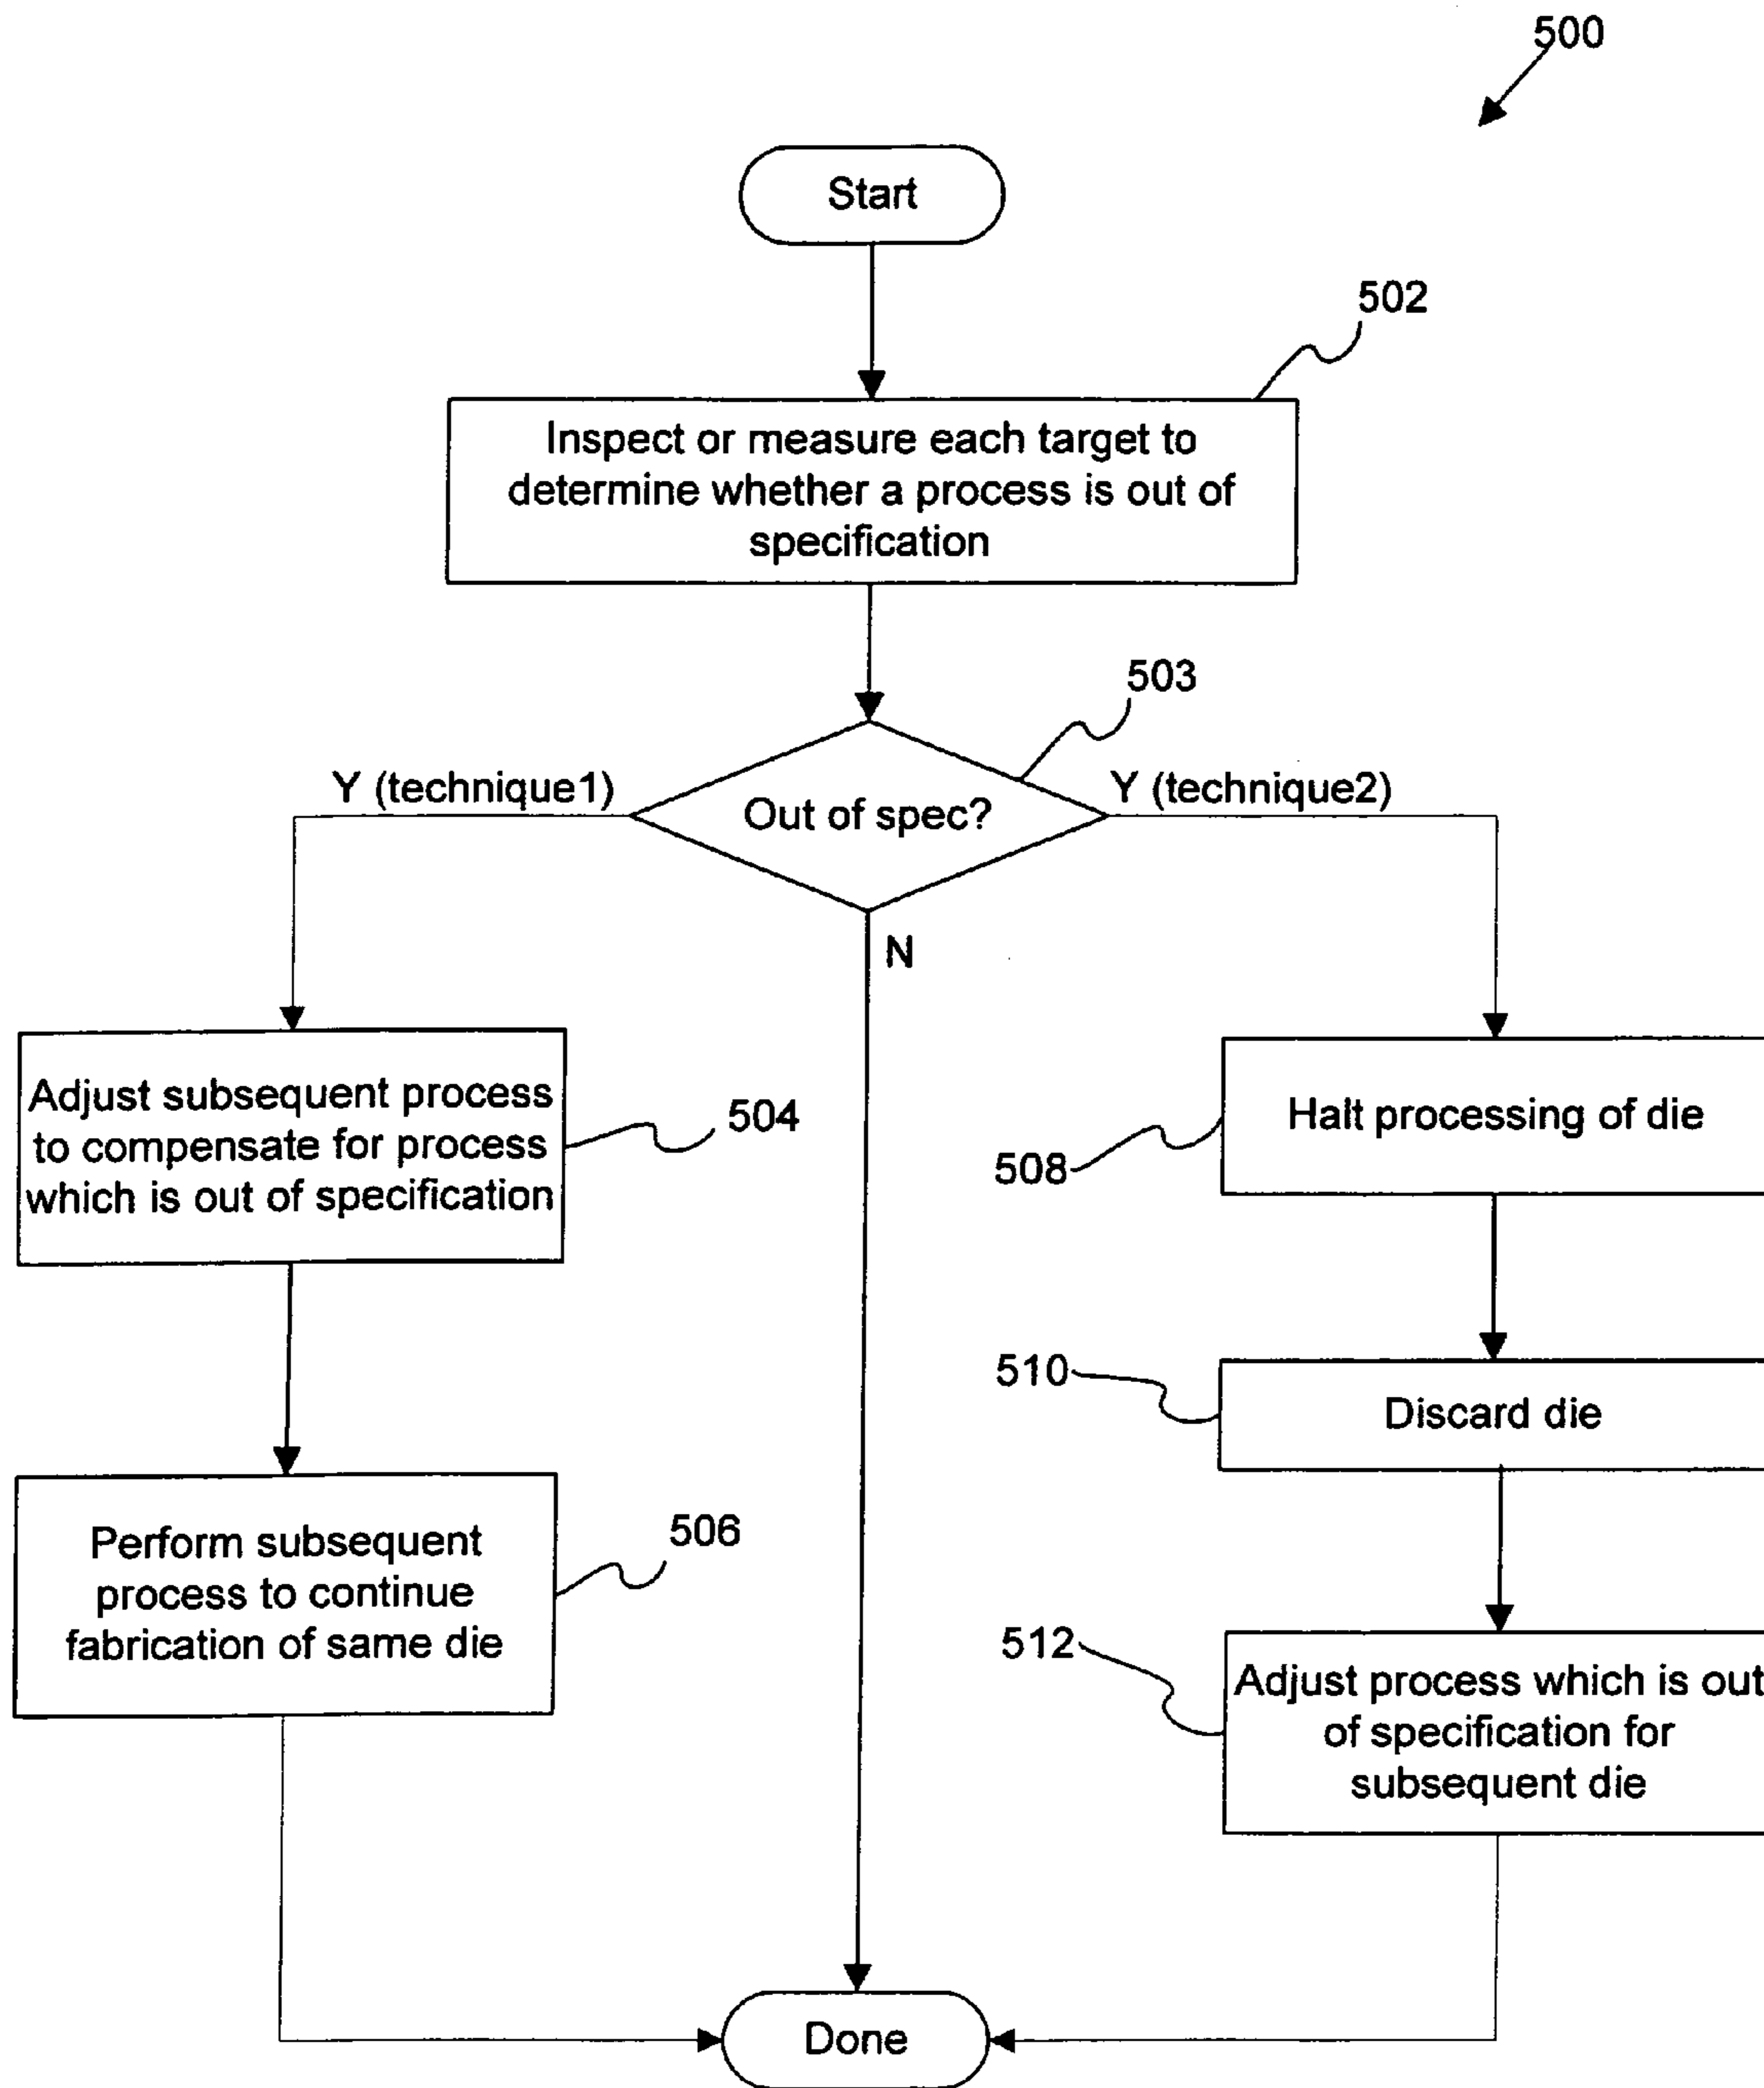 500
Start
502
Inspect or measure each target to
determine whether a process is out of
specification
503
Y (technique1)
Out of spec?
Y (technique2)
N
Adjust subsequent process
to compensate for process
which is out of specification
504
Halt processing of die
508
510
Discard die
Perform subsequent
process to continue
fabrication of same die
506
512
Adjust process which is out
of specification for
subsequent die
Done